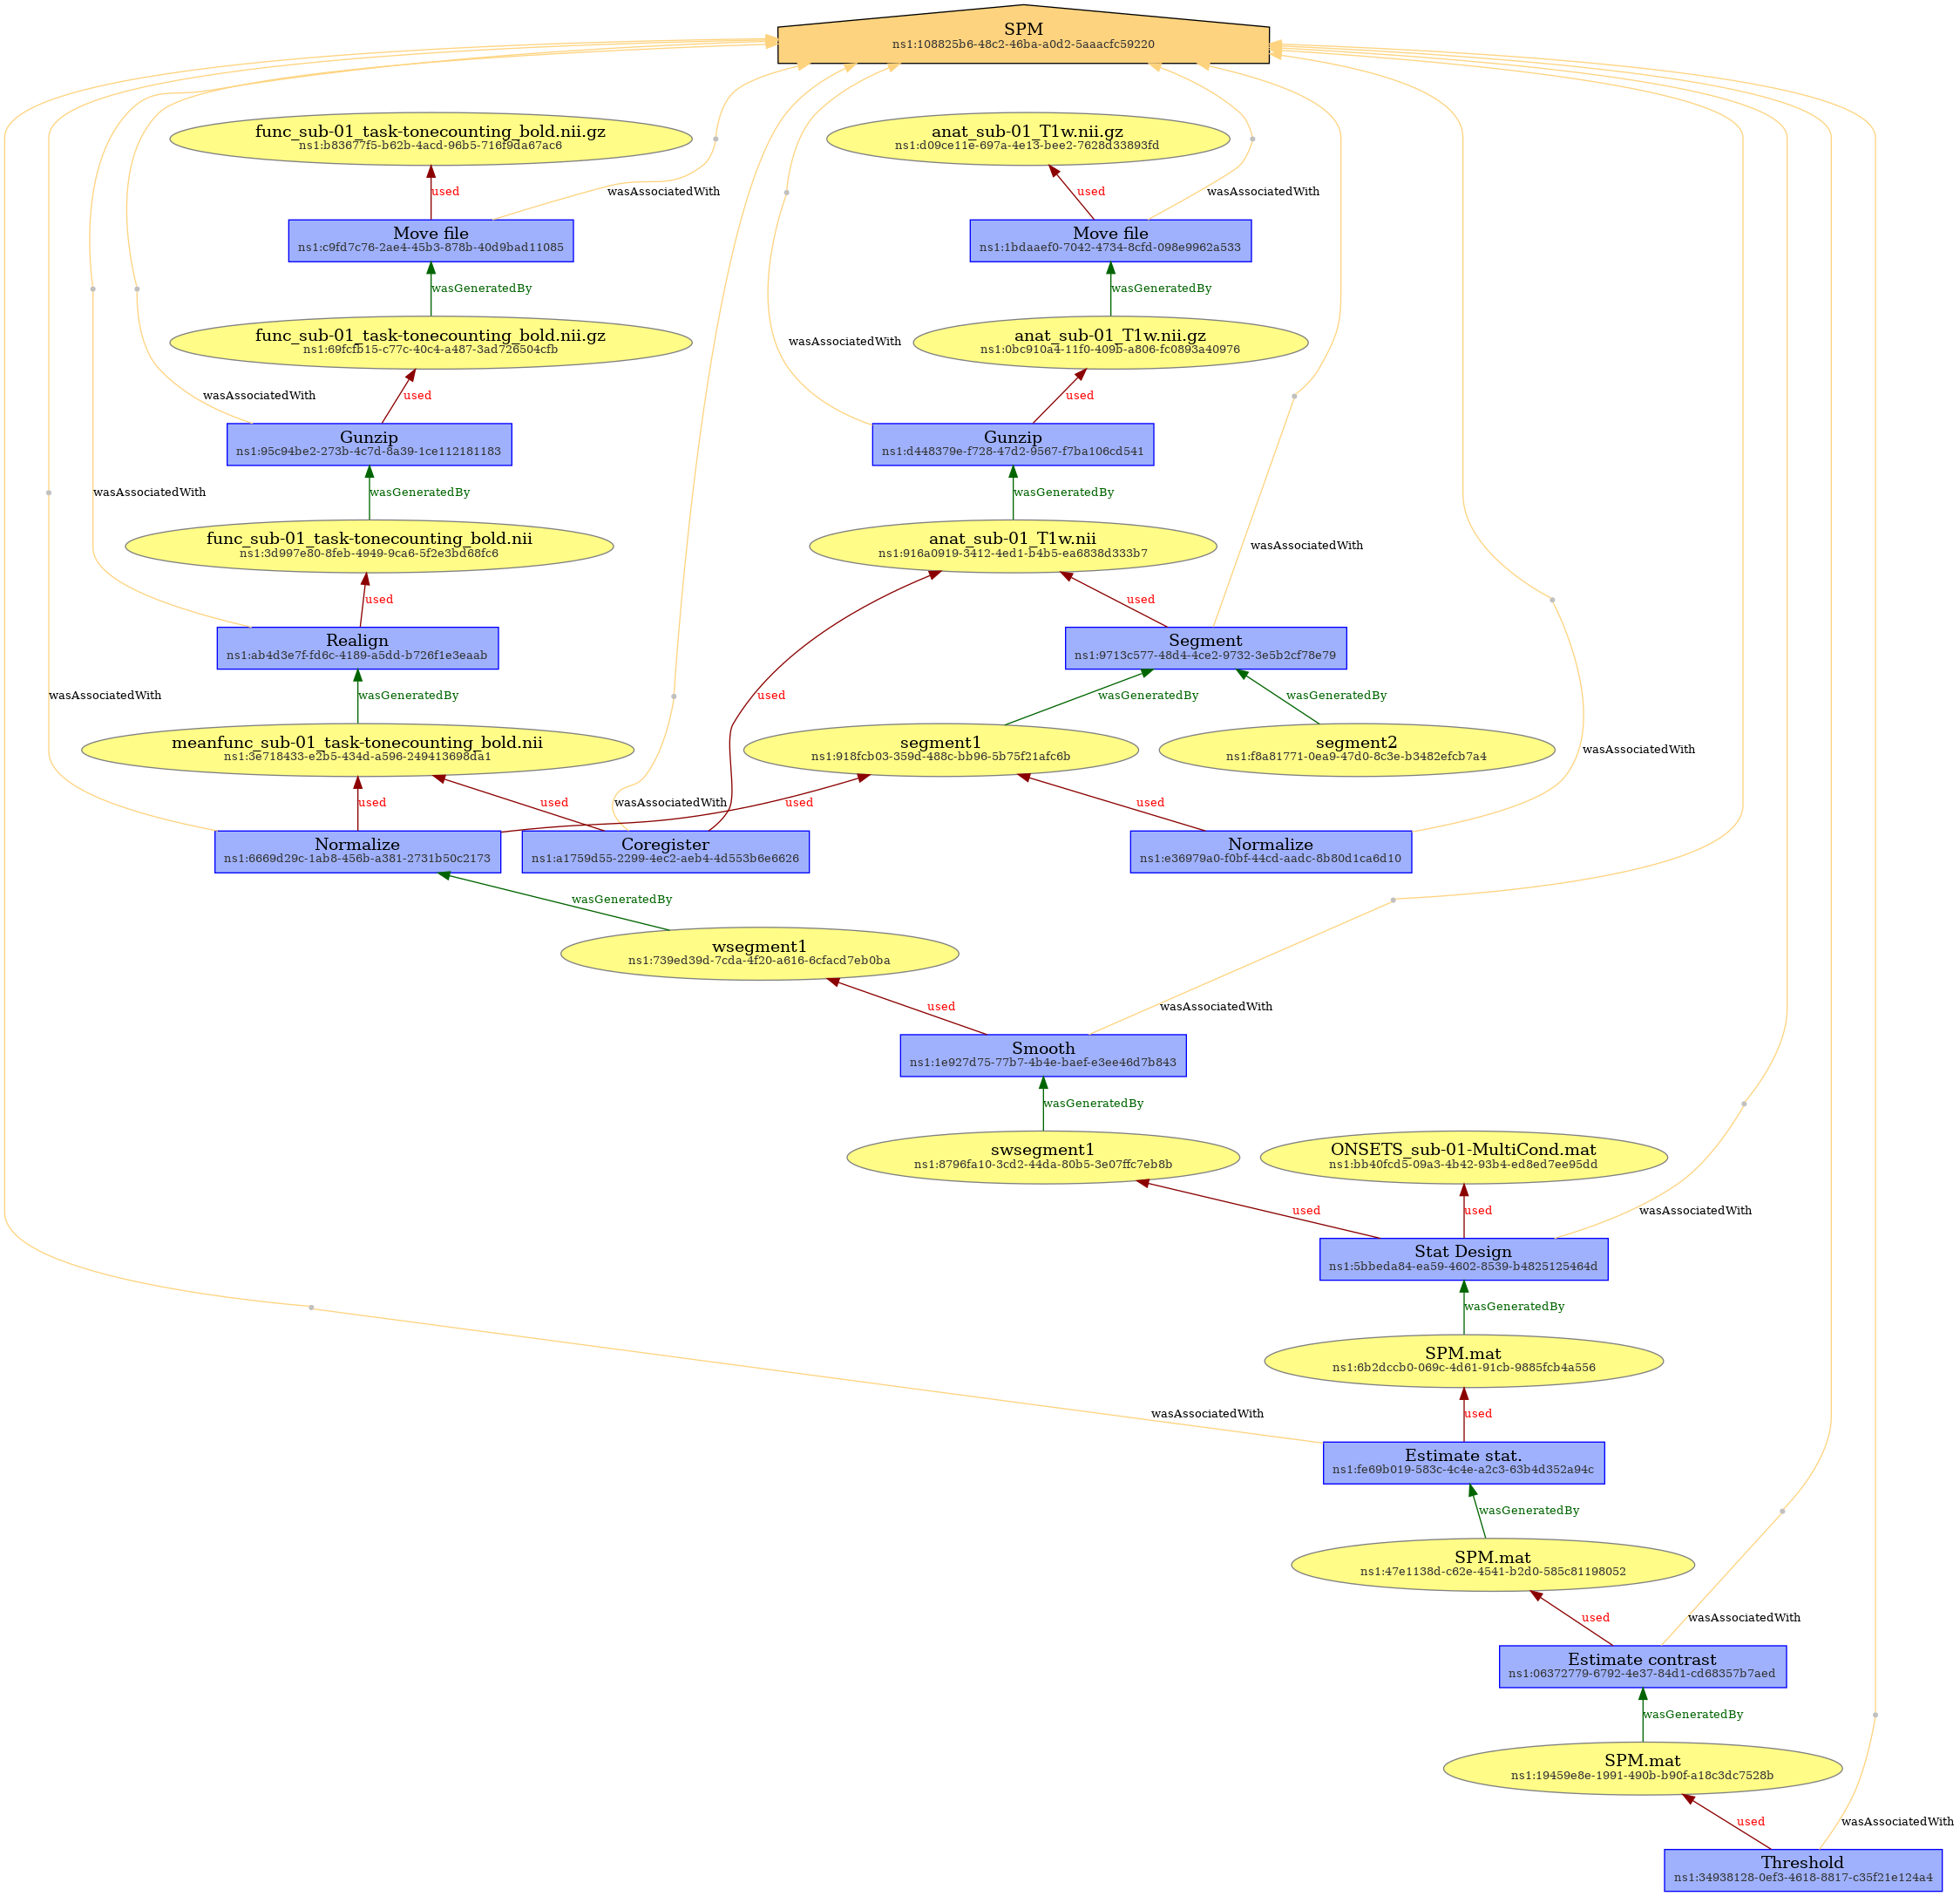 SPM
ns1:108825b6-48c2-46ba-a0d2-5aaacfc59220
func_sub-01_task-tonecounting_bold.nii.gz
ns1:b83677f5-b62b-4acd-96b5-716f9da67ac6
anat_sub-01_T1w.nii.gz
ns1:d09ce11e-697a-4e13-bee2-7628d33893fd
used
wasAssociatedWith
used
wasAssociatedWith
Move file
ns1:c9fd7c76-2ae4-45b3-878b-40d9bad11085
Move file
ns1:1bdaaef0-7042-4734-8cfd-098e9962a533
wasGeneratedBy
wasGeneratedBy
func_sub-01_task-tonecounting_bold.nii.gz
ns1:69fcfb15-c77c-40c4-a487-3ad726504cfb
wasAssociatedWith
anat_sub-01_T1w.nii.gz
ns1:0bc910a4-11f0-409b-a806-fc0893a40976
wasAssociatedWith
used
used
Gunzip
ns1:95c94be2-273b-4c7d-8a39-1ce112181183
Gunzip
ns1:d448379e-f728-47d2-9567-f7ba106cd541
wasAssociatedWith
wasGeneratedBy
wasGeneratedBy
func_sub-01_task-tonecounting_bold.nii
ns1:3d997e80-8feb-4949-9ca6-5f2e3bd68fc6
anat_sub-01_T1w.nii
ns1:916a0919-3412-4ed1-b4b5-ea6838d333b7
wasAssociatedWith
used
used
Realign
ns1:ab4d3e7f-fd6c-4189-a5dd-b726f1e3eaab
Segment
ns1:9713c577-48d4-4ce2-9732-3e5b2cf78e79
wasAssociatedWith
wasGeneratedBy
used
wasGeneratedBy
wasGeneratedBy
meanfunc_sub-01_task-tonecounting_bold.nii
ns1:3e718433-e2b5-434d-a596-249413698da1
segment1
ns1:918fcb03-359d-488c-bb96-5b75f21afc6b
segment2
ns1:f8a81771-0ea9-47d0-8c3e-b3482efcb7a4
wasAssociatedWith
used
used
wasAssociatedWith
used
used
Normalize
ns1:6669d29c-1ab8-456b-a381-2731b50c2173
Coregister
ns1:a1759d55-2299-4ec2-aeb4-4d553b6e6626
Normalize
ns1:e36979a0-f0bf-44cd-aadc-8b80d1ca6d10
wasGeneratedBy
wsegment1
ns1:739ed39d-7cda-4f20-a616-6cfacd7eb0ba
used
wasAssociatedWith
Smooth
ns1:1e927d75-77b7-4b4e-baef-e3ee46d7b843
wasGeneratedBy
swsegment1
ns1:8796fa10-3cd2-44da-80b5-3e07ffc7eb8b
ONSETS_sub-01-MultiCond.mat
ns1:bb40fcd5-09a3-4b42-93b4-ed8ed7ee95dd
used
used
wasAssociatedWith
Stat Design
ns1:5bbeda84-ea59-4602-8539-b4825125464d
wasGeneratedBy
SPM.mat
ns1:6b2dccb0-069c-4d61-91cb-9885fcb4a556
wasAssociatedWith
used
Estimate stat.
ns1:fe69b019-583c-4c4e-a2c3-63b4d352a94c
wasGeneratedBy
SPM.mat
ns1:47e1138d-c62e-4541-b2d0-585c81198052
used
wasAssociatedWith
Estimate contrast
ns1:06372779-6792-4e37-84d1-cd68357b7aed
wasGeneratedBy
SPM.mat
ns1:19459e8e-1991-490b-b90f-a18c3dc7528b
used
wasAssociatedWith
Threshold
ns1:34938128-0ef3-4618-8817-c35f21e124a4